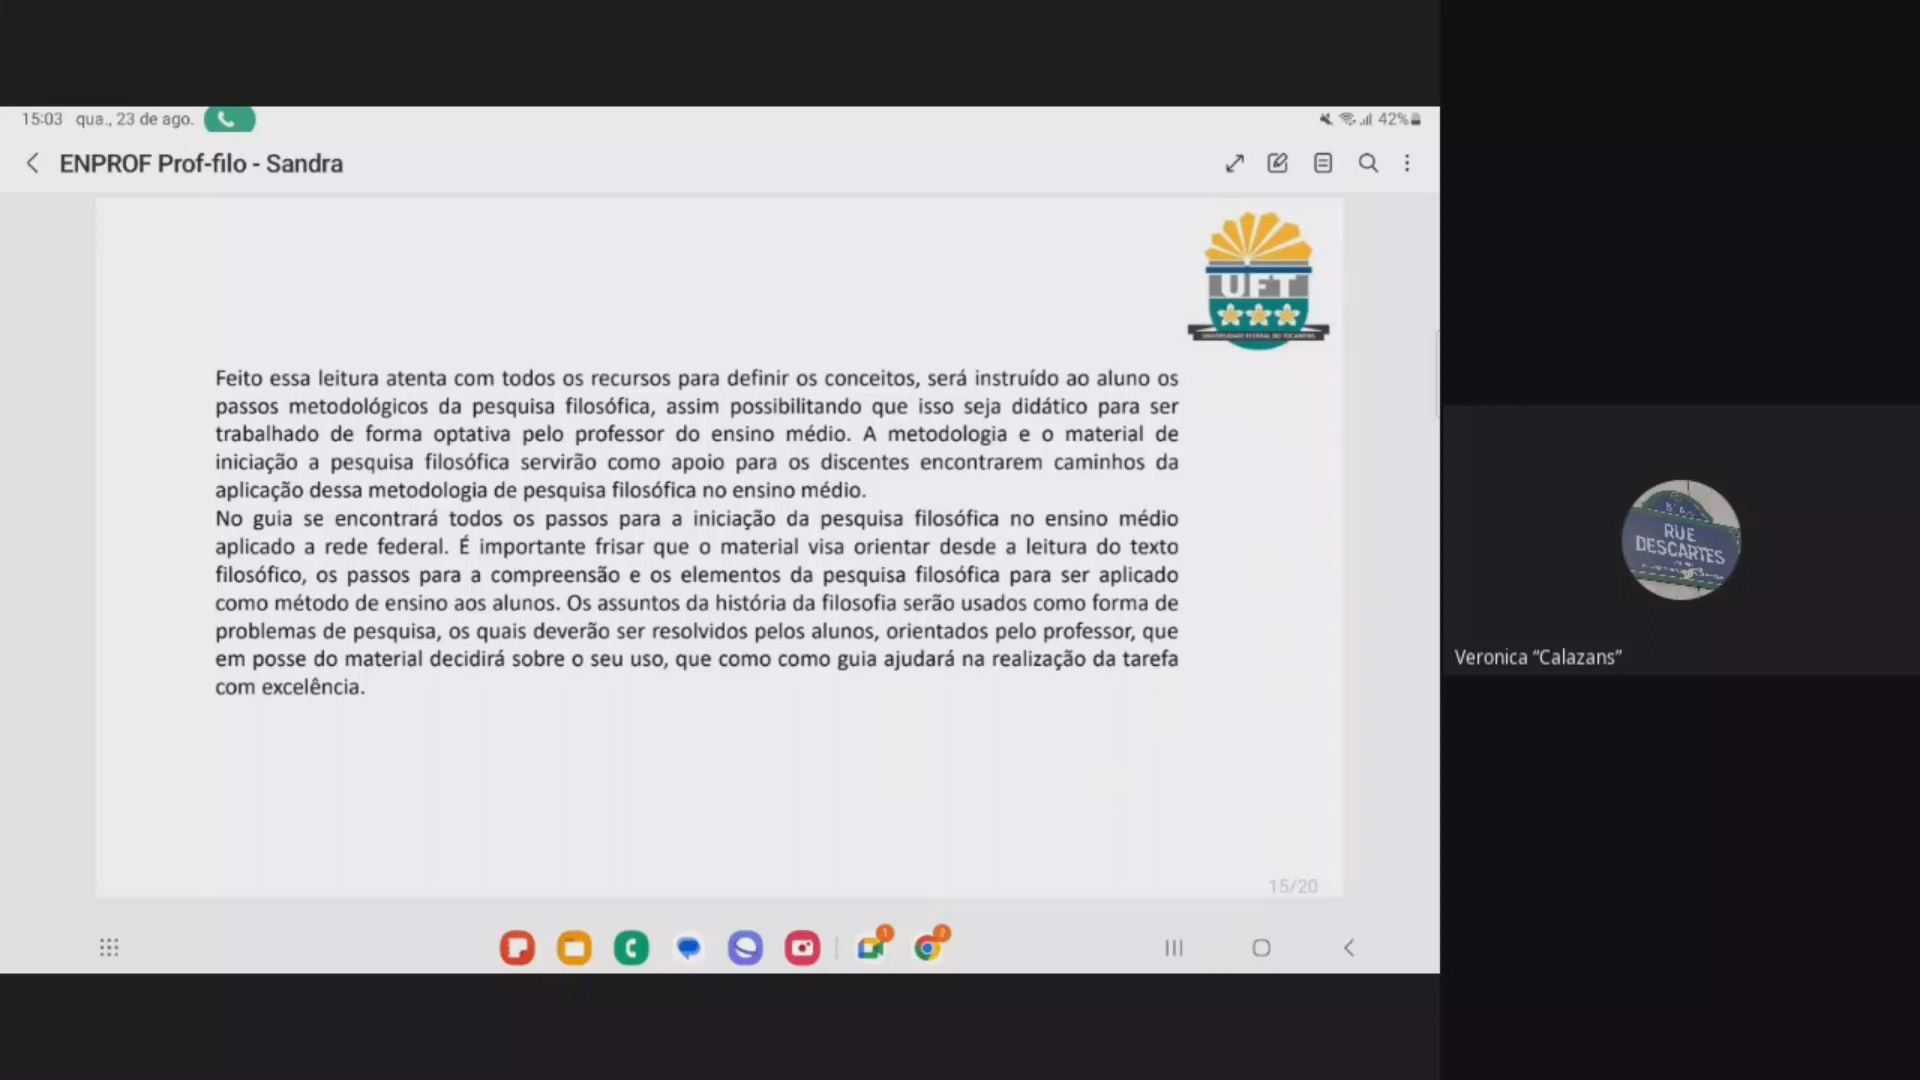 15:03 qua., 23 de ago.
42%
ENPROF Prof-filo - Sandra
UFT
UNIVERSIDADE FEDERAL DO TOCANTINS
Feito essa leitura atenta com todos os recursos para definir os conceitos, será instruído ao aluno os
passos metodológicos da pesquisa filosófica, assim possibilitando que isso seja didático para ser
trabalhado de forma optativa pelo professor do ensino médio. A metodologia e o material de
iniciação a pesquisa filosófica servirão como apoio para os discentes encontrarem caminhos da
aplicação dessa metodologia de pesquisa filosófica no ensino médio.
No guia se encontrará todos os passos para a iniciação da pesquisa filosófica no ensino médio
aplicado a rede federal. É importante frisar que o material visa orientar desde a leitura do texto
filosófico, os passos para a compreensão e os elementos da pesquisa filosófica para ser aplicado
como método de ensino aos alunos. Os assuntos da história da filosofia serão usados como forma de
problemas de pesquisa, os quais deverão ser resolvidos pelos alunos, orientados pelo professor, que
em posse do material decidirá sobre o seu uso, que como como guia ajudará na realização da tarefa
com excelência.
15/20
1
2
RUE
DESCARTES
Veronica “Calazans”